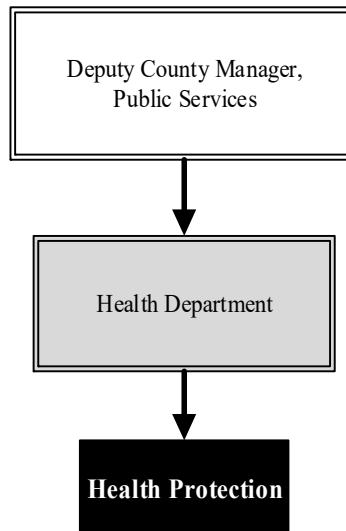 Deputy County Manager,
Public Services
Health Department
Health Protection